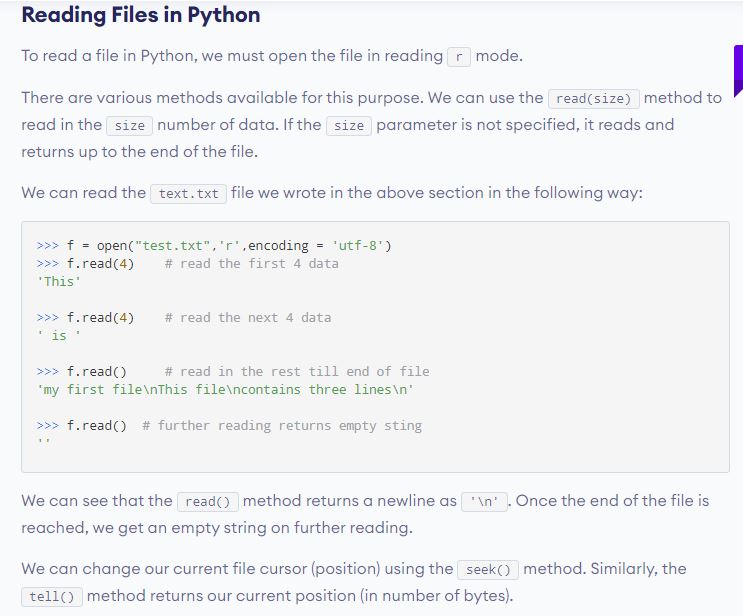 Reading Files in Python
To read a file in Python, we must open the file in reading r mode.
There are various methods available for this purpose. We can use the read(size) method to
read in the size number of data. If the size parameter is not specified, it reads and
returns up to the end of the file.
We can read the text.txt file we wrote in the above section in the following way:
>>> f = open("test.txt",'r',encoding = 'utf-8')
>>> f.read(4)    # read the first 4 data
'This'
>>> f.read(4)    # read the next 4 data
' is '
>>> f.read()     # read in the rest till end of file
'my first file\nThis file\ncontains three lines\n'
>>> f.read()  # further reading returns empty sting
''
We can see that the read() method returns a newline as '\n'. Once the end of the file is
reached, we get an empty string on further reading.
We can change our current file cursor (position) using the seek() method. Similarly, the
tell() method returns our current position (in number of bytes).